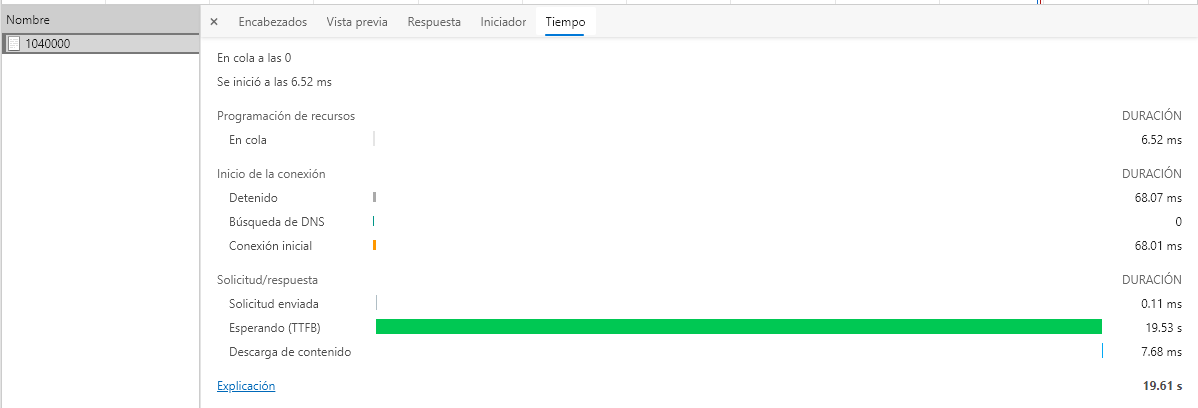 Nombre
1040000
× Encabezados Vista previa Respuesta Iniciador Tiempo
En cola a las 0
Se inició a las 6.52 ms
Programación de recursos DURACIÓN
En cola 6.52 ms
Inicio de la conexión DURACIÓN
Detenido 68.07 ms
Búsqueda de DNS 0
Conexión inicial 68.01 ms
Solicitud/respuesta DURACIÓN
Solicitud enviada 0.11 ms
Esperando (TTFB) 19.53 s
Descarga de contenido 7.68 ms
Explicación 19.61 s